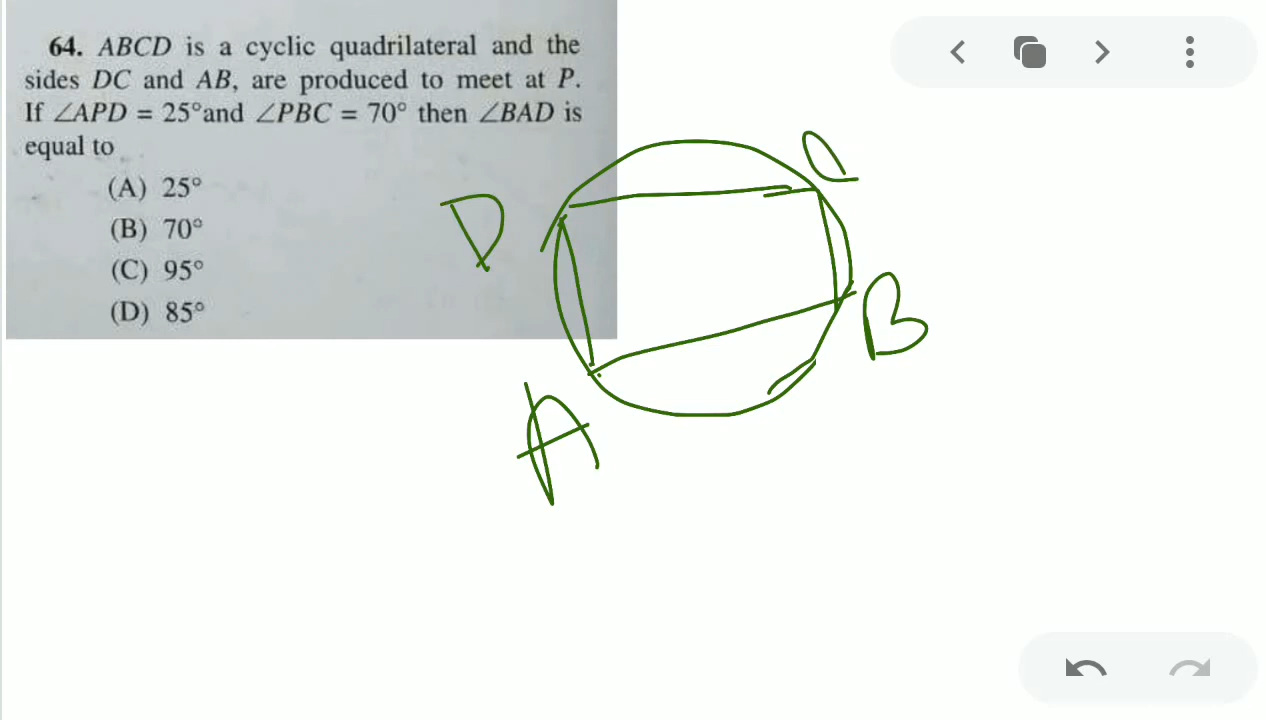 64. ABCD is a cyclic quadrilateral and the
sides DC and AB, are produced to meet at P.
If ∠APD = 25°and ∠PBC = 70° then ∠BAD is
equal to
(A) 25°
(B) 70°
(C) 95°
(D) 85°
D
B
A